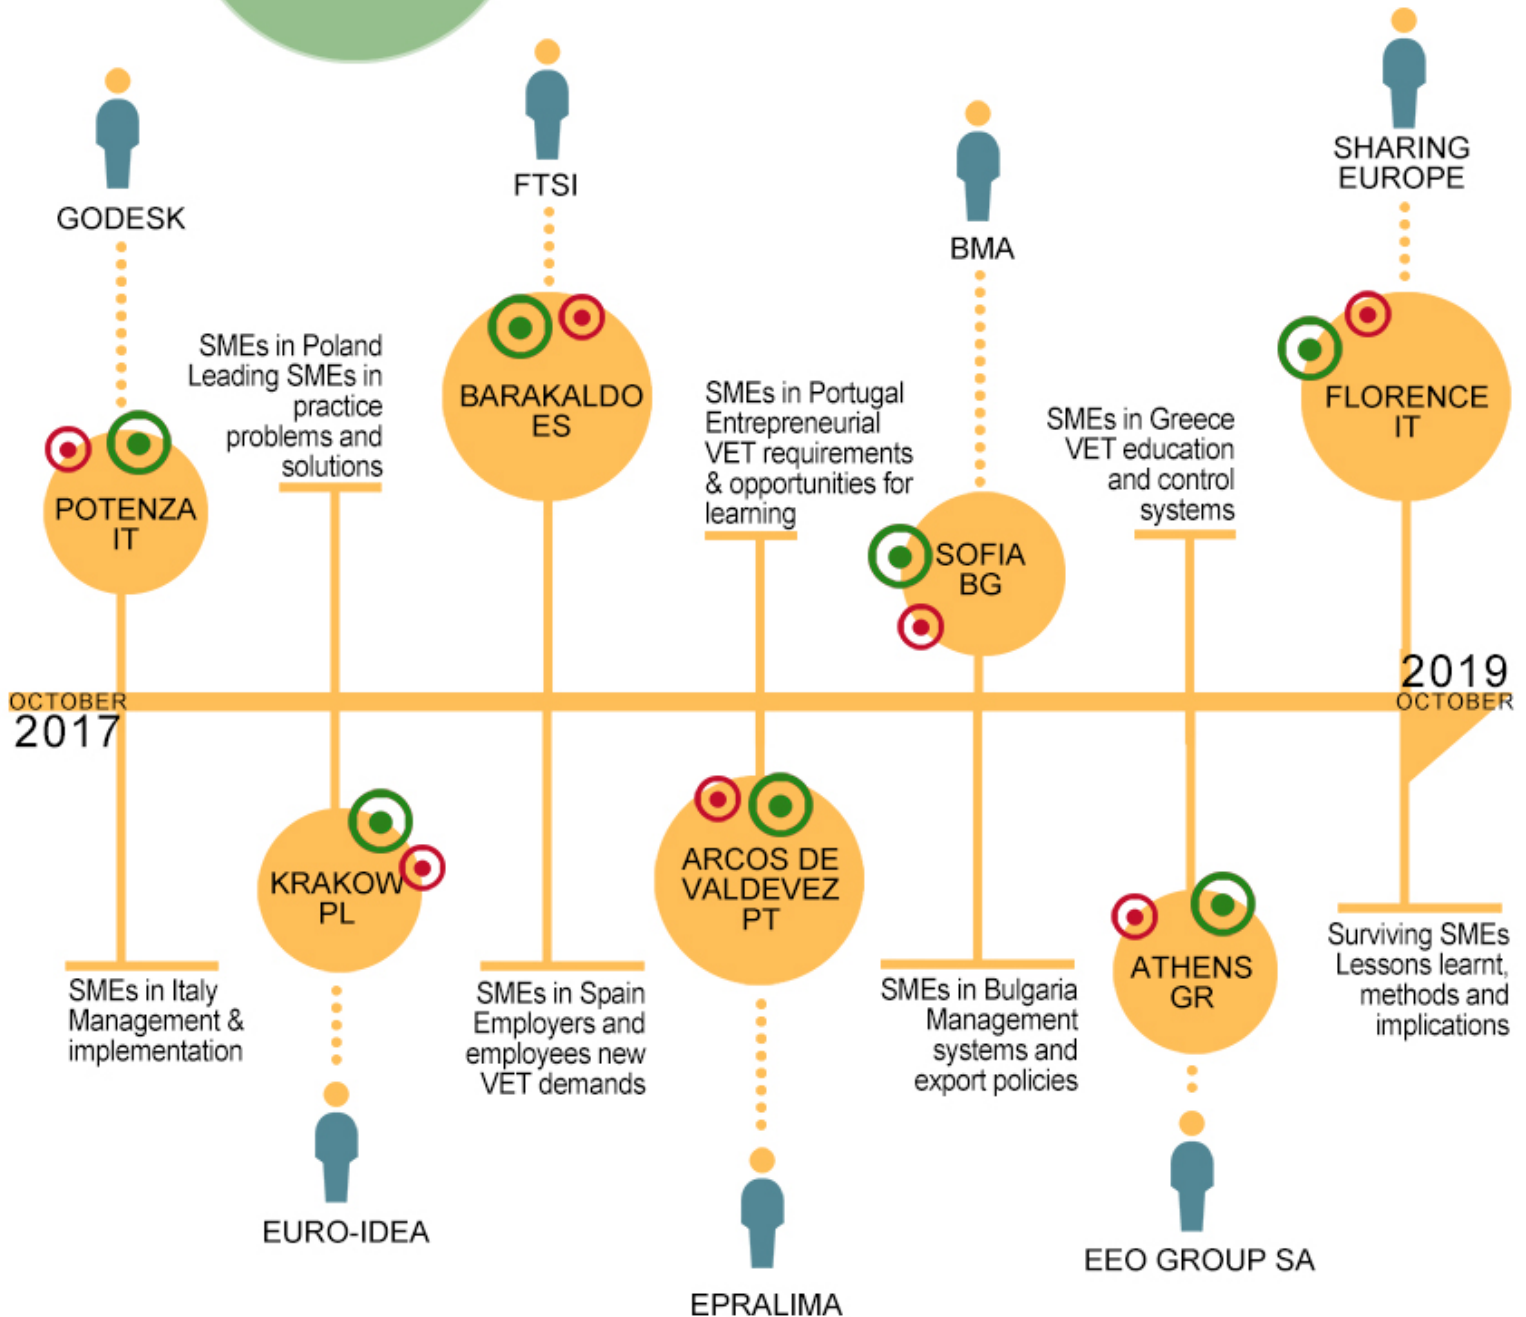 GODESK
FTSI
BMA
SHARING
EUROPE
POTENZA
IT
SMEs in Poland
Leading SMEs in
practice
problems and
solutions
BARAKALDO
ES
SMEs in Portugal
Entrepreneurial
VET requirements
& opportunities for
learning
SOFIA
BG
SMEs in Greece
VET education
and control
systems
FLORENCE
IT
OCTOBER
2017
2019
OCTOBER
SMEs in Italy
Management &
implementation
KRAKOW
PL
EURO-IDEA
SMEs in Spain
Employers and
employees new
VET demands
ARCOS DE
VALDEVEZ
PT
EPRALIMA
SMEs in Bulgaria
Management
systems and
export policies
ATHENS
GR
EEO GROUP SA
Surviving SMEs
Lessons learnt,
methods and
implications